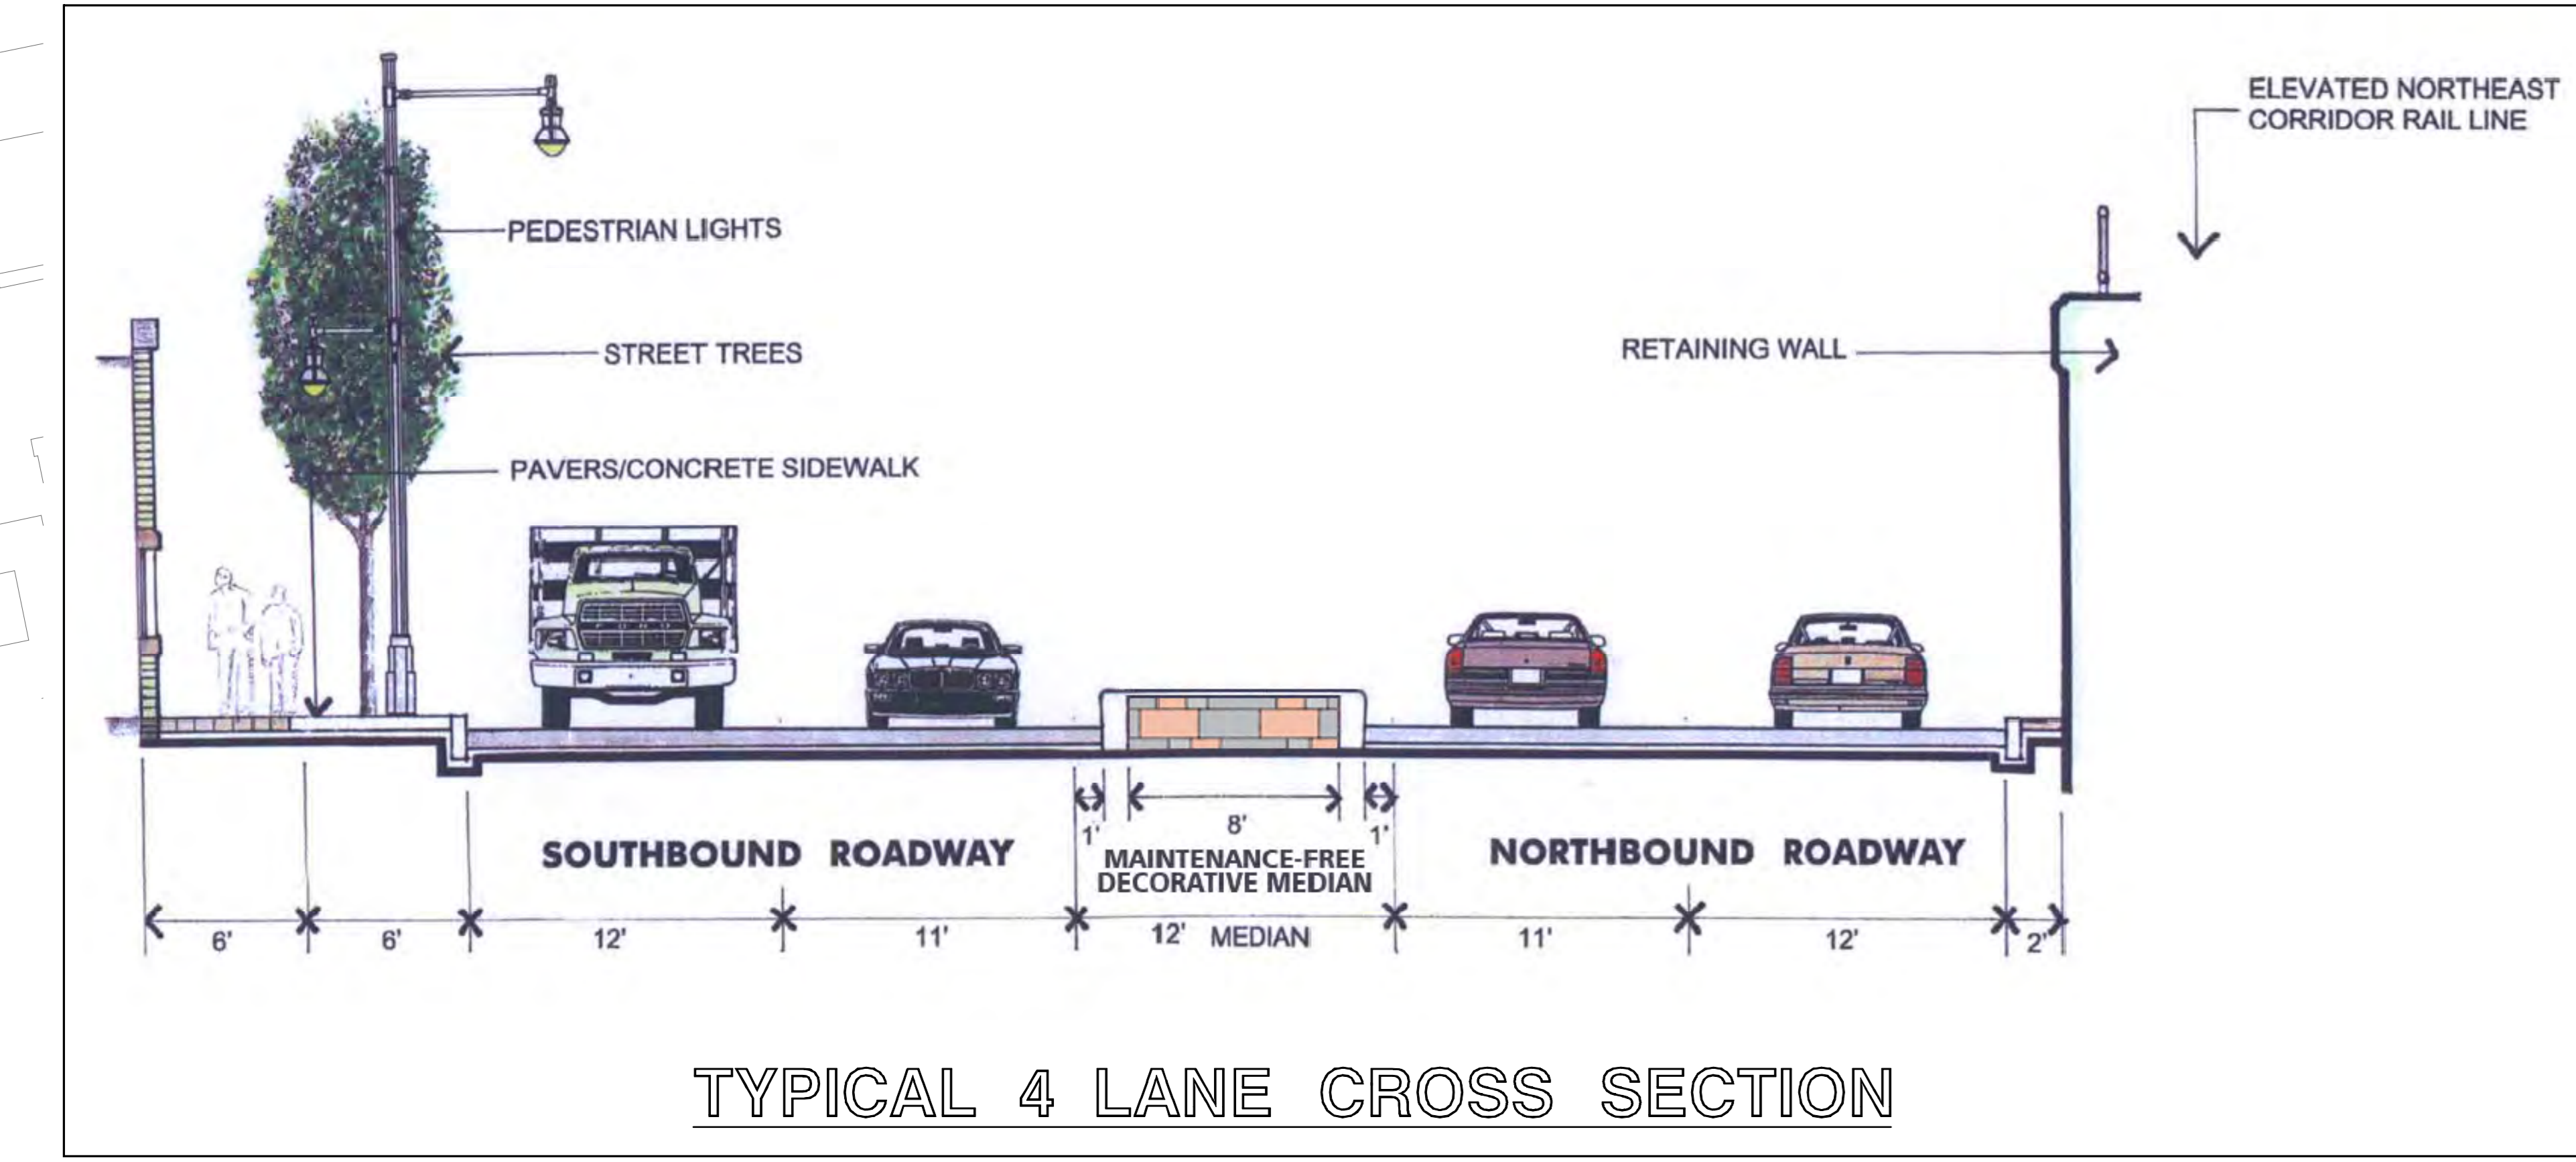 ELEVATED NORTHEAST
CORRIDOR RAIL LINE
PEDESTRIAN LIGHTS
STREET TREES
RETAINING WALL
PAVERS/CONCRETE SIDEWALK
1'
8'
1'
SOUTHBOUND ROADWAY
MAINTENANCE-FREE
DECORATIVE MEDIAN
NORTHBOUND ROADWAY
6'
6'
12'
11'
12' MEDIAN
11'
12'
2'
TYPICAL 4 LANE CROSS SECTION